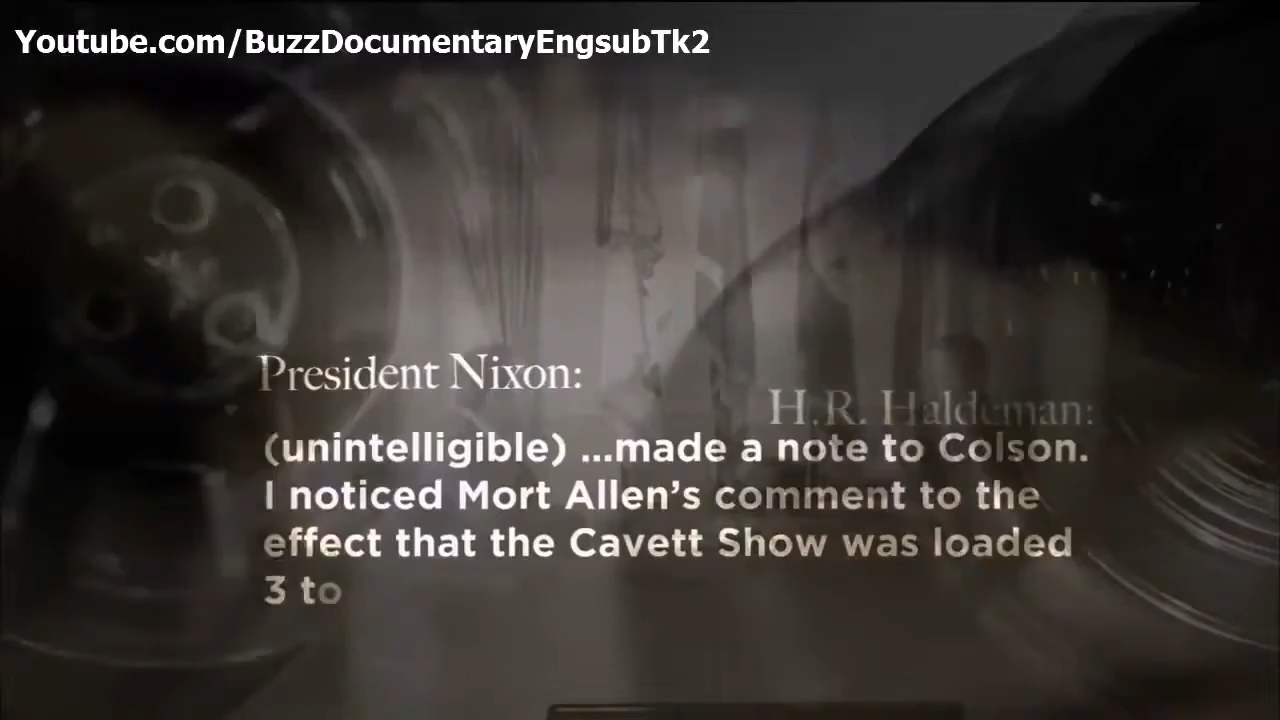 Youtube.com/BuzzDocumentaryEngsubTk2
President Nixon:
H.R. Haldeman:
(unintelligible) ...made a note to Colson.
I noticed Mort Allen’s comment to the
effect that the Cavett Show was loaded
3 to